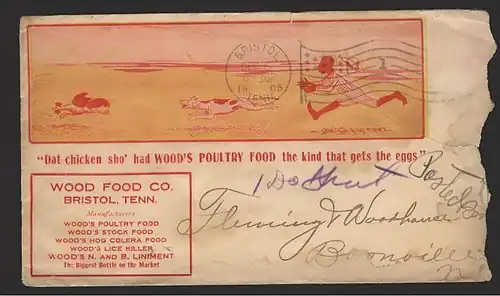 BRISTOL
TENN.
"Dat chicken sho' had WOOD'S POULTRY FOOD the kind that gets the eggs"
WOOD FOOD CO.
BRISTOL, TENN.
Manufacturers
WOOD'S POULTRY FOOD
WOOD'S STOCK FOOD
WOOD'S HOG COLERA FOOD
WOOD'S LICE KILLER
WOOD'S N. AND B. LINIMENT
The Biggest Bottle on the Market
Fleming & Woodhouse
Boonville